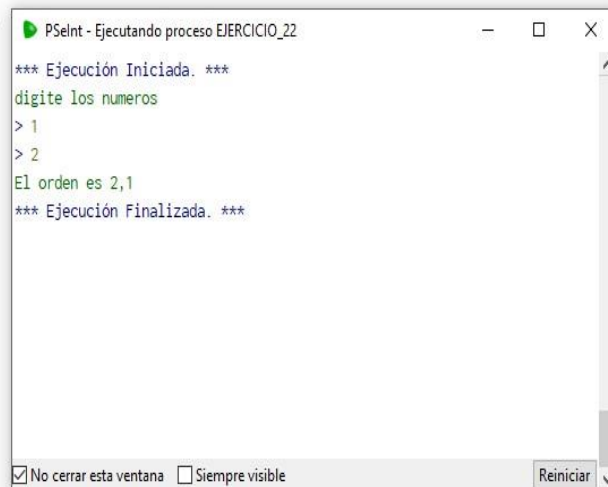 PSeInt - Ejecutando proceso EJERCICIO_22
*** Ejecución Iniciada. ***
digite los numeros
> 1
> 2
El orden es 2,1
*** Ejecución Finalizada. ***
No cerrar esta ventana Siempre visible Reiniciar